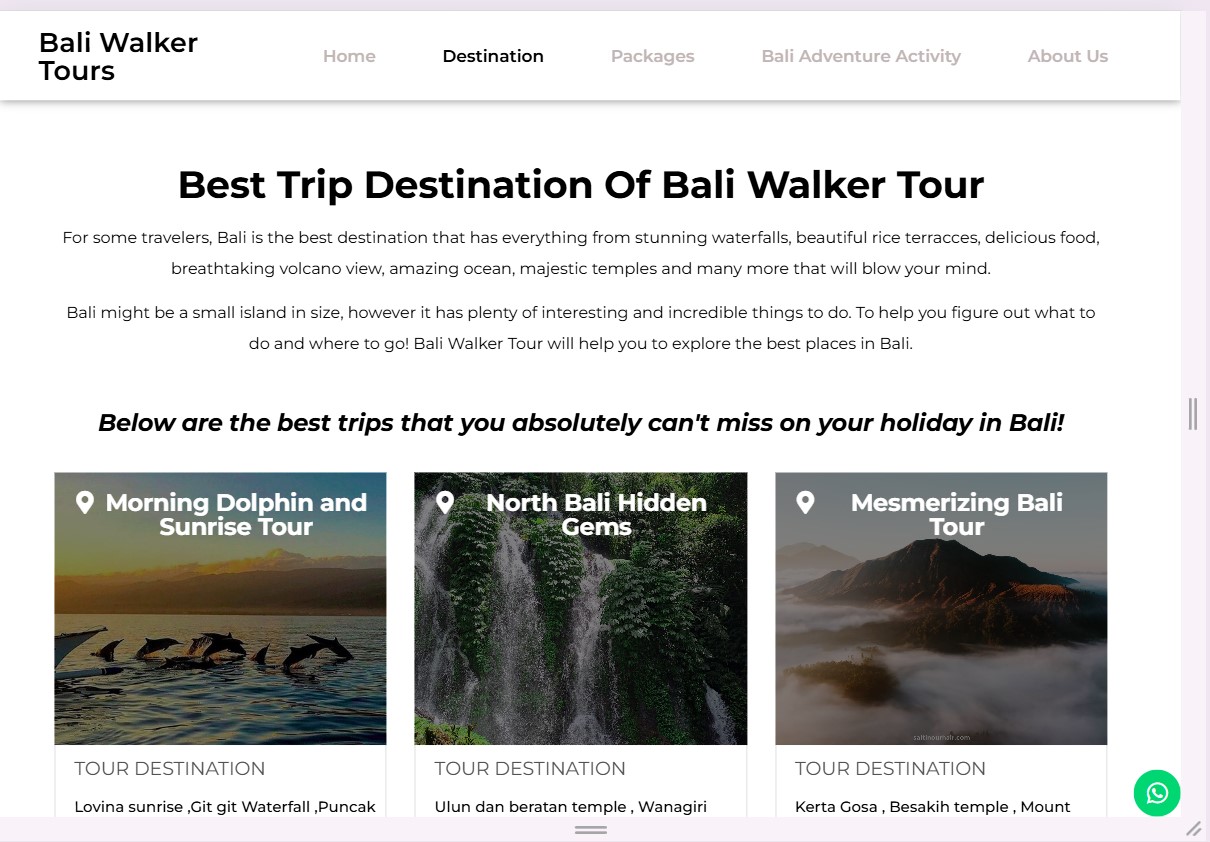 Bali Walker
Tours
Home
Destination
Packages
Bali Adventure Activity
About Us
Best Trip Destination Of Bali Walker Tour
For some travelers, Bali is the best destination that has everything from stunning waterfalls, beautiful rice terracces, delicious food,
breathtaking volcano view, amazing ocean, majestic temples and many more that will blow your mind.
Bali might be a small island in size, however it has plenty of interesting and incredible things to do. To help you figure out what to
do and where to go! Bali Walker Tour will help you to explore the best places in Bali.
Below are the best trips that you absolutely can't miss on your holiday in Bali!
Morning Dolphin and
Sunrise Tour
TOUR DESTINATION
Lovina sunrise ,Git git Waterfall ,Puncak
North Bali Hidden
Gems
TOUR DESTINATION
Ulun dan beratan temple , Wanagiri
Mesmerizing Bali
Tour
TOUR DESTINATION
Kerta Gosa , Besakih temple , Mount